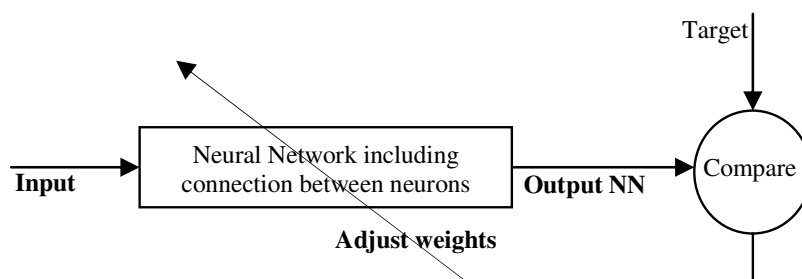 Target
Neural Network including
connection between neurons
Compare
Input
Output NN
Adjust weights